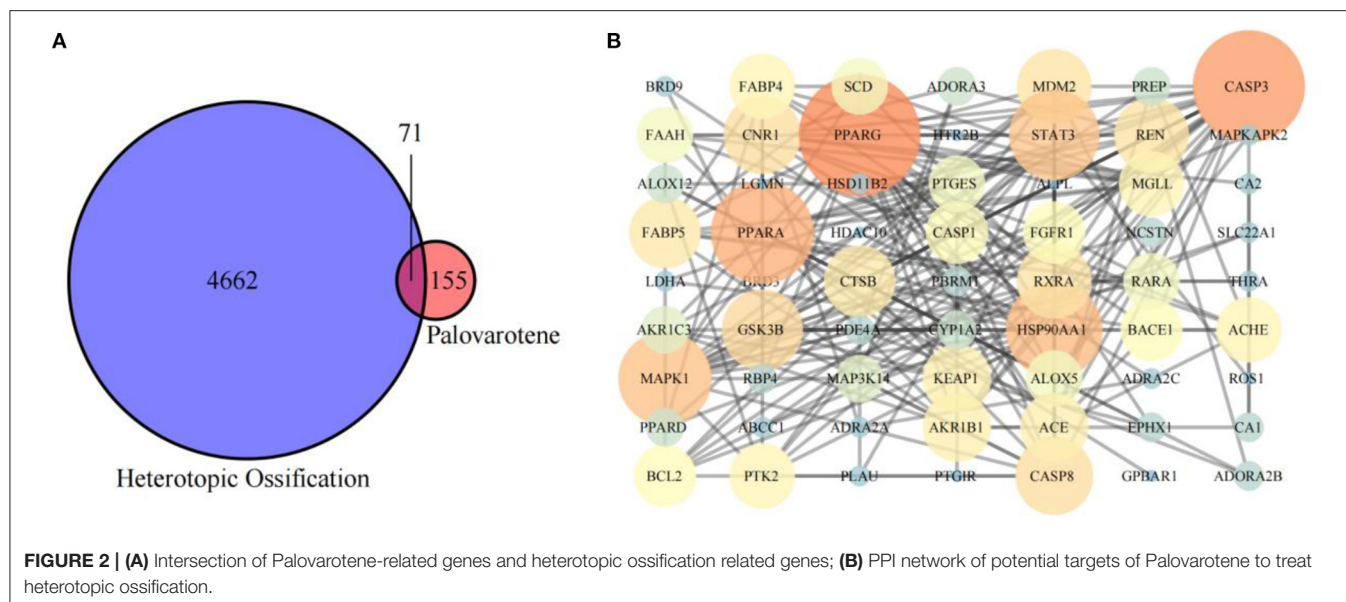 A
B
71
4662
155
Palovarotene
Heterotopic Ossification
BRD9 FABP4 SCD ADORA3 MDM2 PREP CASP3
FAAH CNR1 PPARG HTR2B STAT3 REN MAPKAPK2
ALOX12 LGMN HSD11B2 PTGES ALPL MGLL CA2
FABP5 PPARA HDAC10 CASP1 FGFR1 NCSTN SLC22A1
LDHA BRD3 CTSB PBRM1 RXRA RARA THRA
AKR1C3 GSK3B PDE4A CYP1A2 HSP90AA1 BACE1 ACHE
MAPK1 RBP4 MAP3K14 KEAP1 ALOX5 ADRA2C ROS1
PPARD ABCC1 ADRA2A AKR1B1 ACE EPHX1 CA1
BCL2 PTK2 PLAU PTGIR CASP8 GPBAR1 ADORA2B
FIGURE 2 | (A) Intersection of Palovarotene-related genes and heterotopic ossification related genes; (B) PPI network of potential targets of Palovarotene to treat
heterotopic ossification.